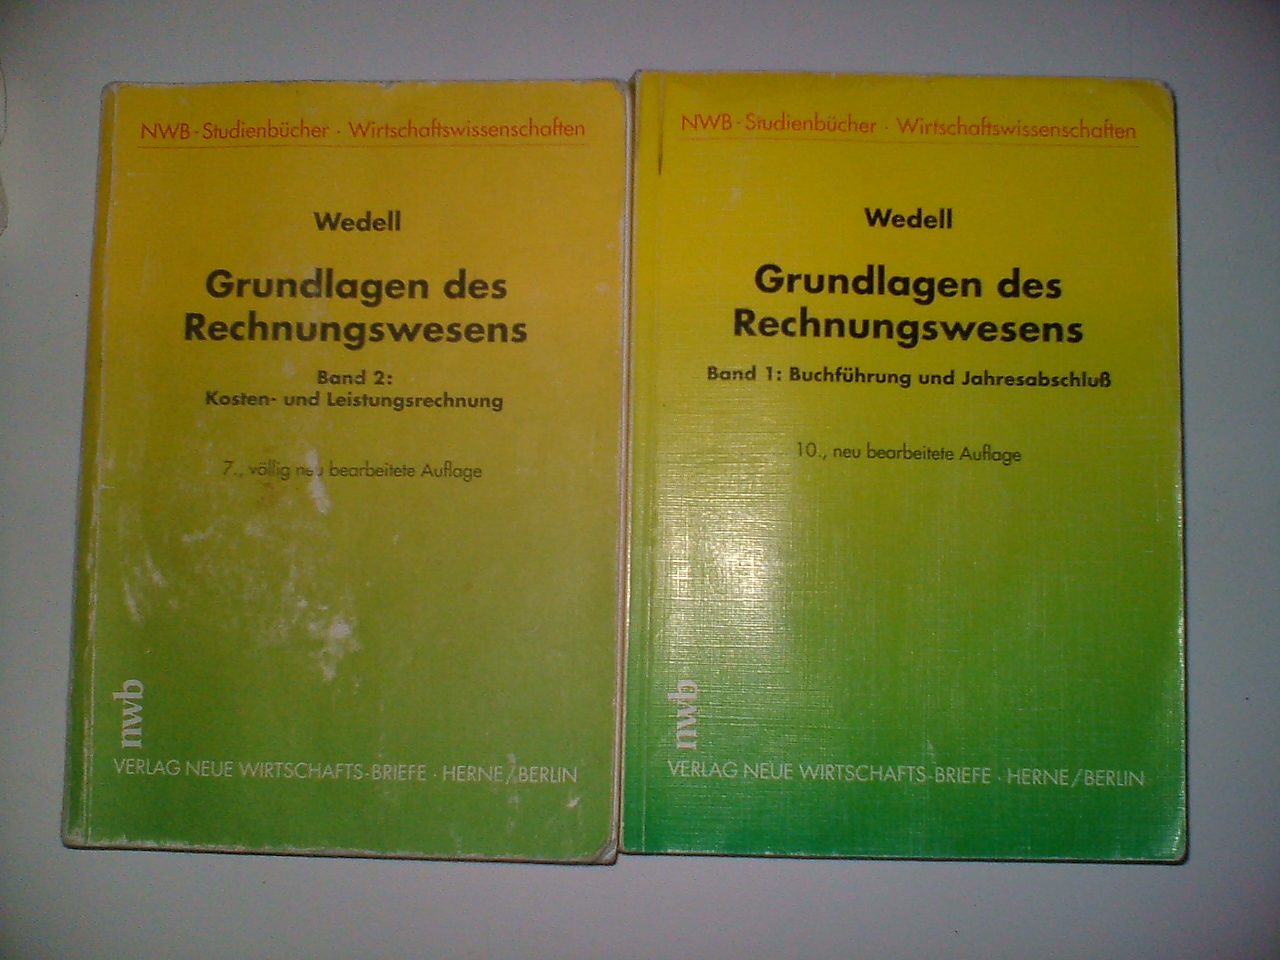 NWB · Studienbücher · Wirtschaftswissenschaften
Wedell
Grundlagen des
Rechnungswesens
Band 2:
Kosten- und Leistungsrechnung
7., völlig neu bearbeitete Auflage
nwb
VERLAG NEUE WIRTSCHAFTS-BRIEFE · HERNE/BERLIN
NWB · Studienbücher · Wirtschaftswissenschaften
Wedell
Grundlagen des
Rechnungswesens
Band 1: Buchführung und Jahresabschluß
10., neu bearbeitete Auflage
nwb
VERLAG NEUE WIRTSCHAFTS-BRIEFE · HERNE/BERLIN